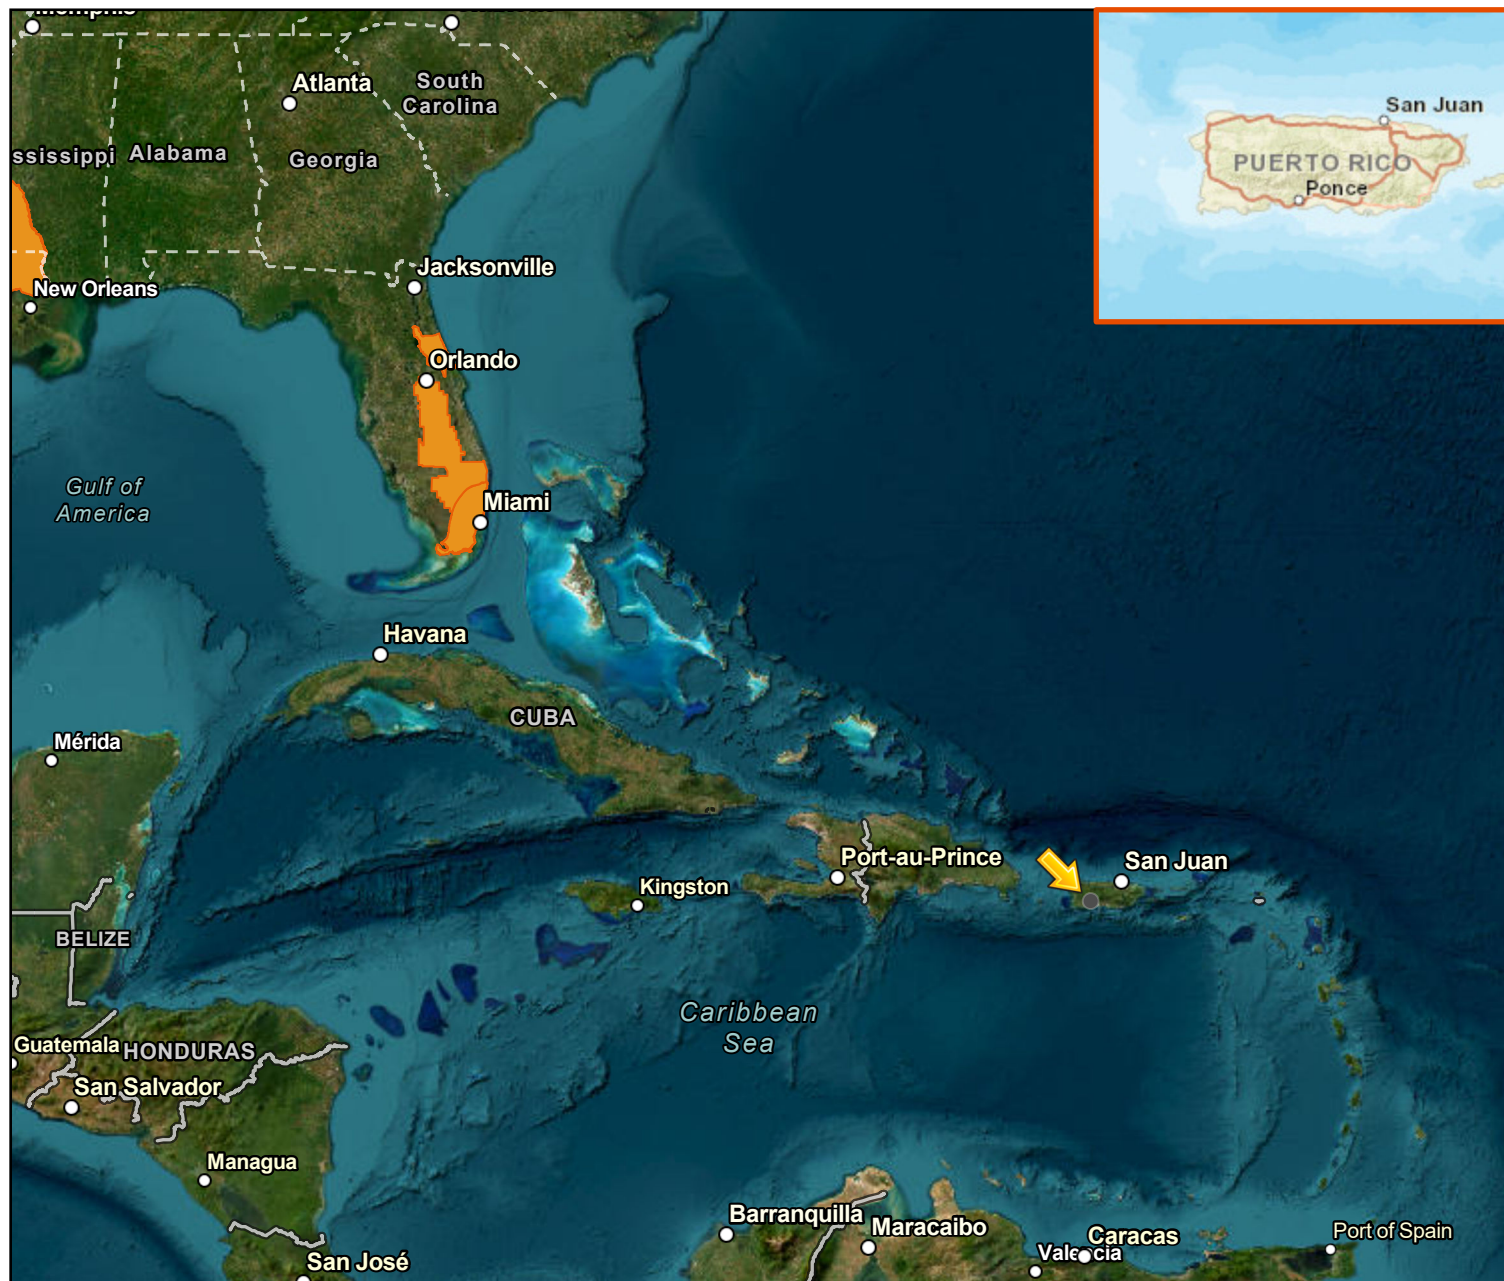 Memphis
Atlanta
South
Carolina
ssissippi
Alabama
Georgia
San Juan
PUERTO RICO
Ponce
Jacksonville
New Orleans
Orlando
Gulf of
America
Miami
Havana
CUBA
Mérida
Port-au-Prince
San Juan
Kingston
BELIZE
Caribbean
Sea
Guatemala
HONDURAS
San Salvador
Managua
Barranquilla
Maracaibo
Caracas
Port of Spain
San José